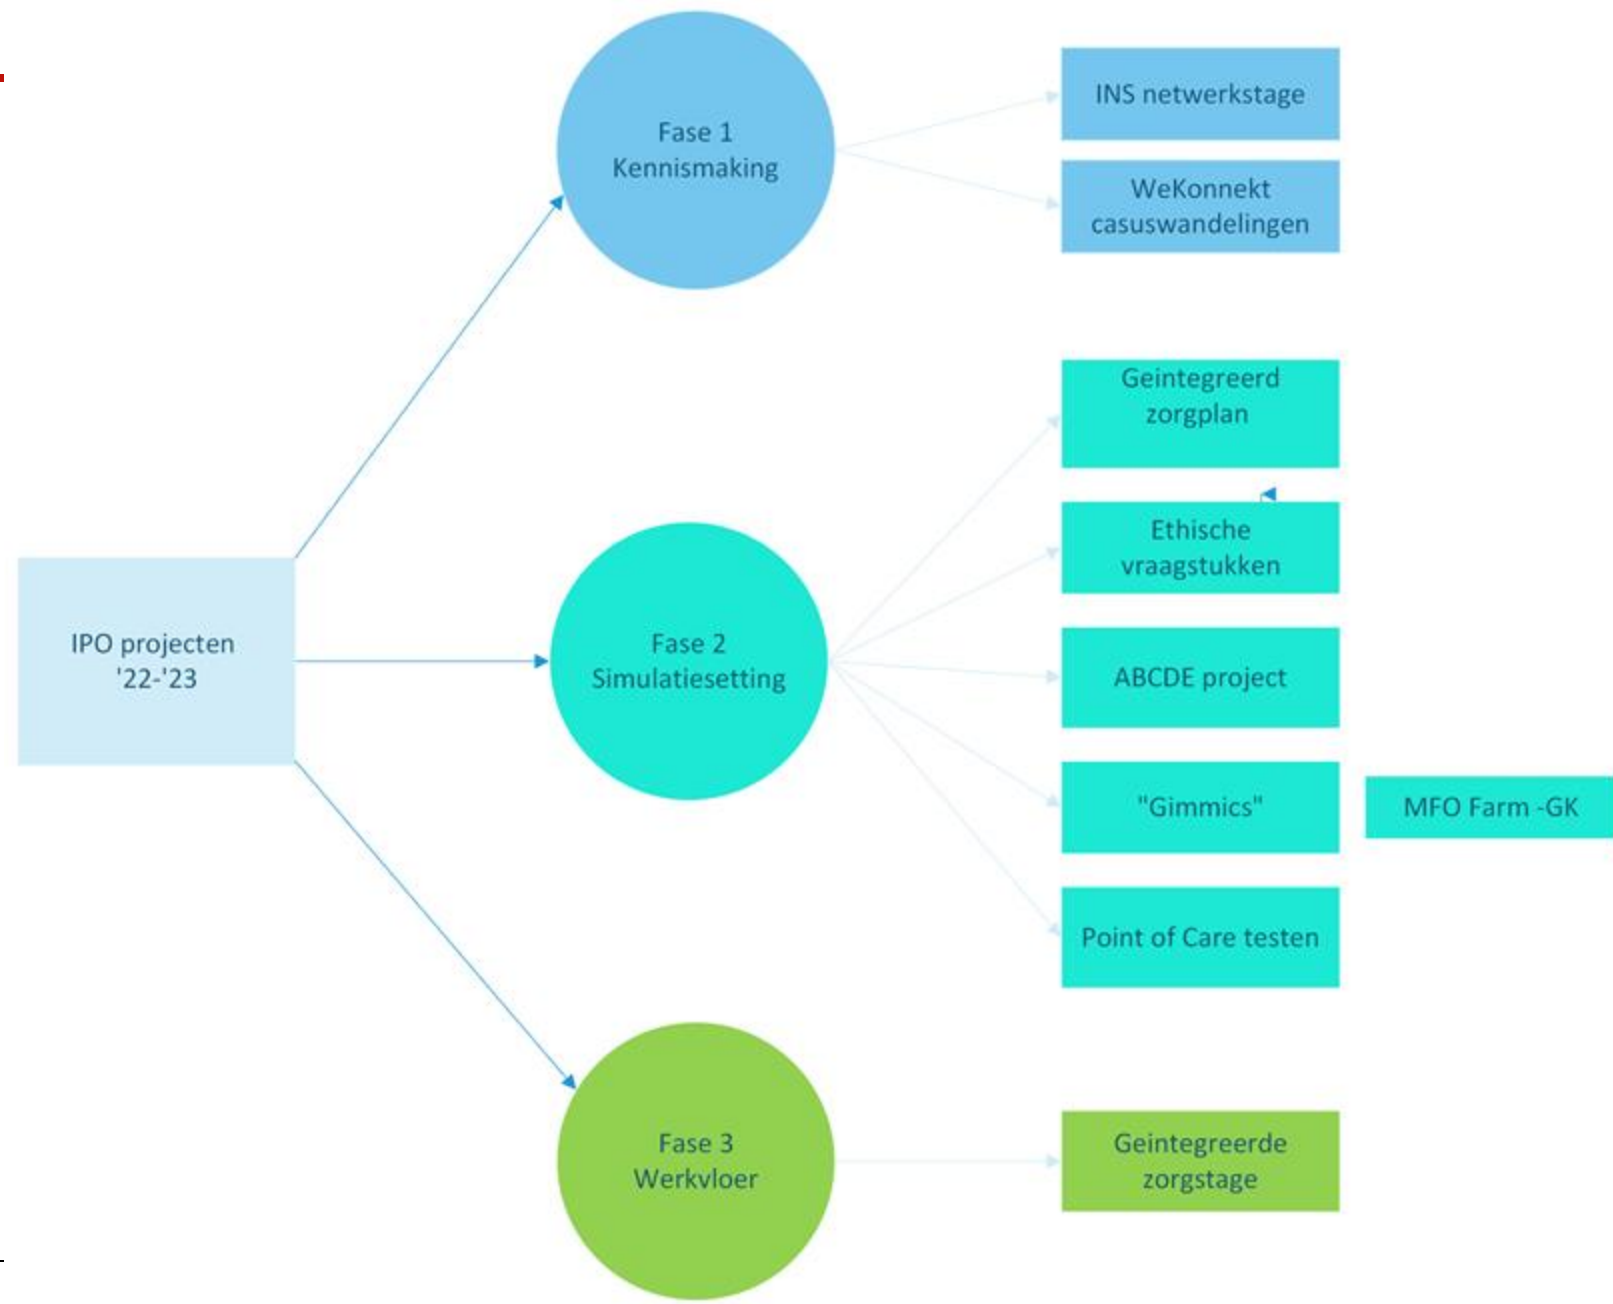 IPO projecten
'22-'23
Fase 1
Kennismaking
INS netwerkstage
WeKonnekt
casuswandelingen
Fase 2
Simulatiesetting
Geintegreerd
zorgplan
Ethische
vraagstukken
ABCDE project
"Gimmics"
MFO Farm -GK
Point of Care testen
Fase 3
Werkvloer
Geintegreerde
zorgstage